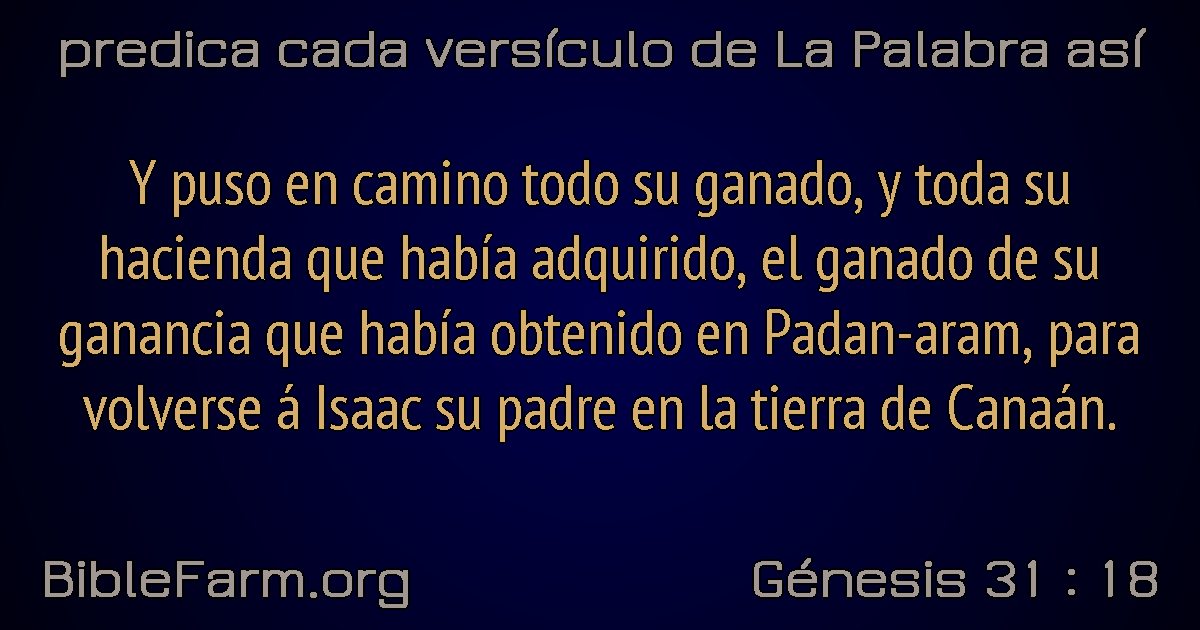 predica cada versículo de La Palabra así
Y puso en camino todo su ganado, y toda su
hacienda que había adquirido, el ganado de su
ganancia que había obtenido en Padan-aram, para
volverse á Isaac su padre en la tierra de Canaán.
BibleFarm.org
Génesis 31 : 18